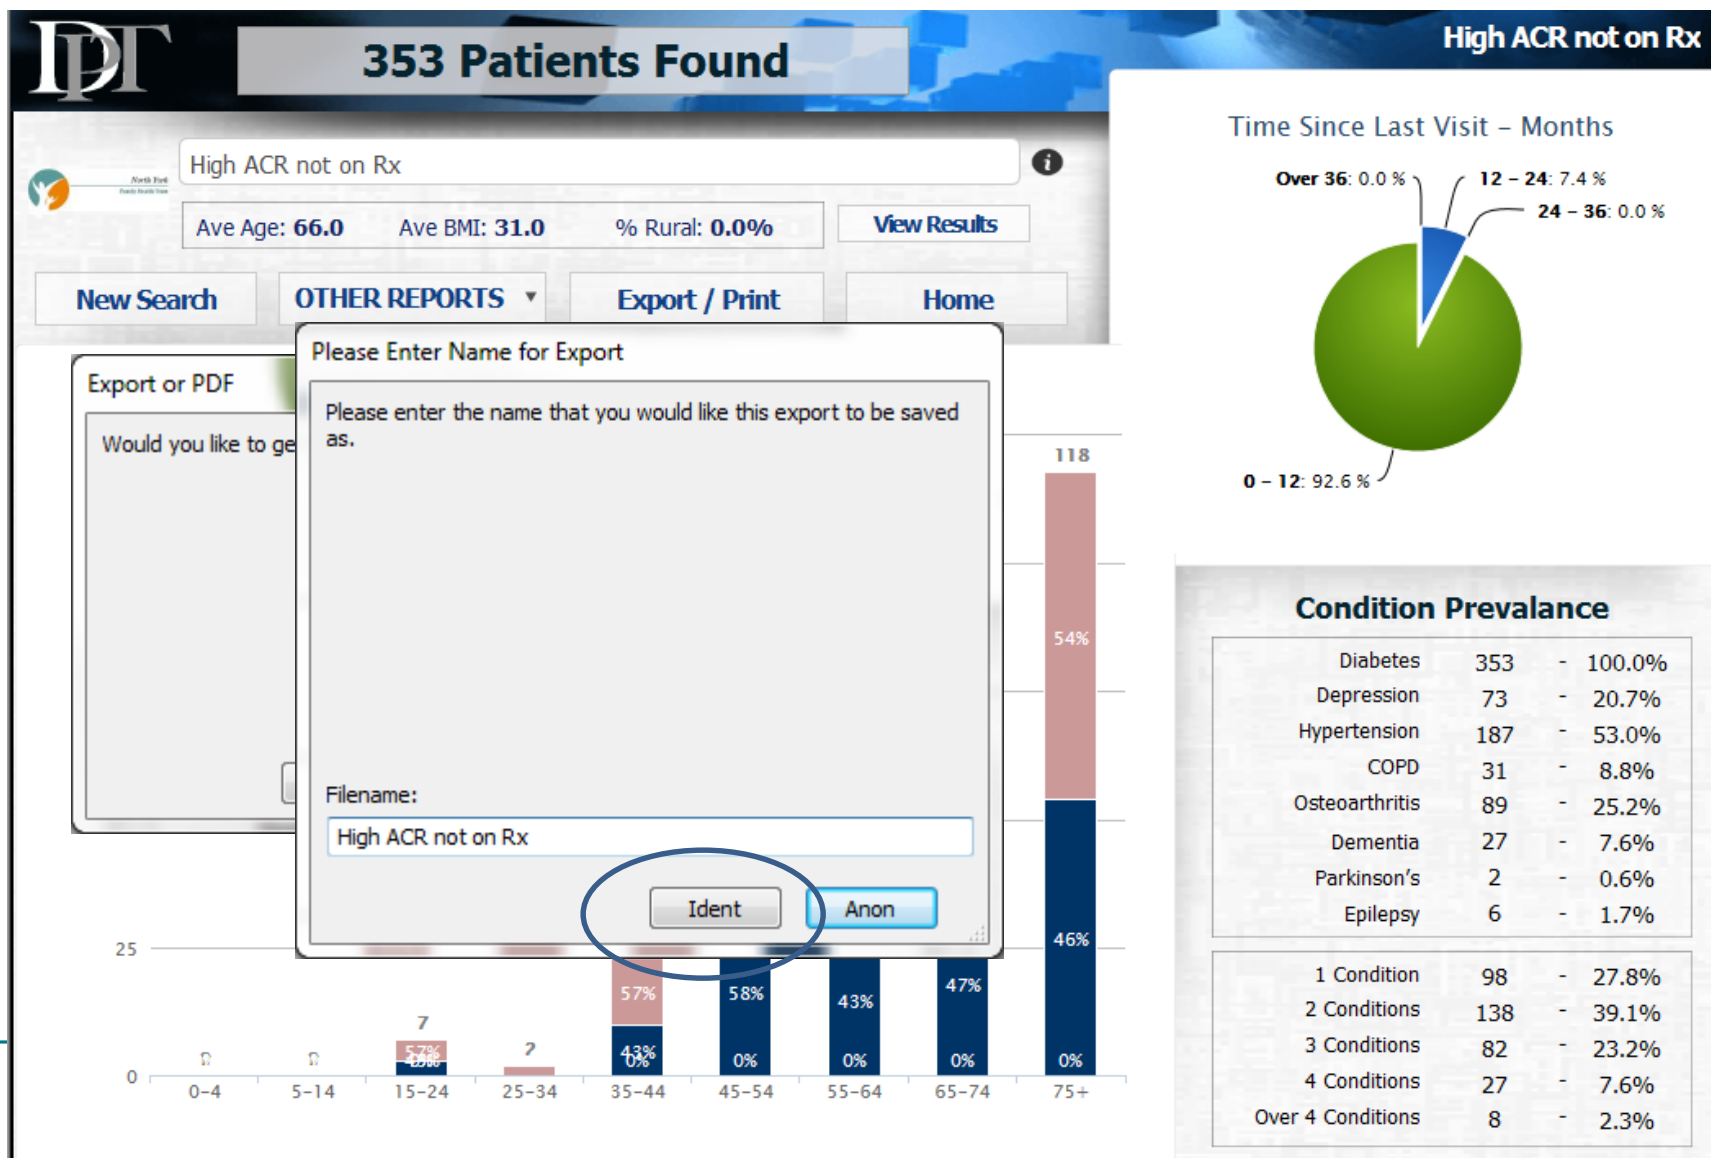 DPT
353 Patients Found
High ACR not on Rx
North York
Family Health Team
High ACR not on Rx
i
Ave Age: 66.0 Ave BMI: 31.0 % Rural: 0.0%
View Results
New Search
OTHER REPORTS
Export / Print
Home
Export or PDF
Would you like to ge
Please Enter Name for Export
Please enter the name that you would like this export to be saved
as.
Filename:
High ACR not on Rx
Ident
Anon
118
54%
46%
0%
25
0
7
57%
2
57%
43%
0%
58%
0%
43%
0%
47%
0%
0-4
5-14
15-24
25-34
35-44
45-54
55-64
65-74
75+
Time Since Last Visit – Months
Over 36: 0.0 %
12 – 24: 7.4 %
24 – 36: 0.0 %
0 – 12: 92.6 %
Condition Prevalance
Diabetes 353 - 100.0%
Depression 73 - 20.7%
Hypertension 187 - 53.0%
COPD 31 - 8.8%
Osteoarthritis 89 - 25.2%
Dementia 27 - 7.6%
Parkinson's 2 - 0.6%
Epilepsy 6 - 1.7%
1 Condition 98 - 27.8%
2 Conditions 138 - 39.1%
3 Conditions 82 - 23.2%
4 Conditions 27 - 7.6%
Over 4 Conditions 8 - 2.3%